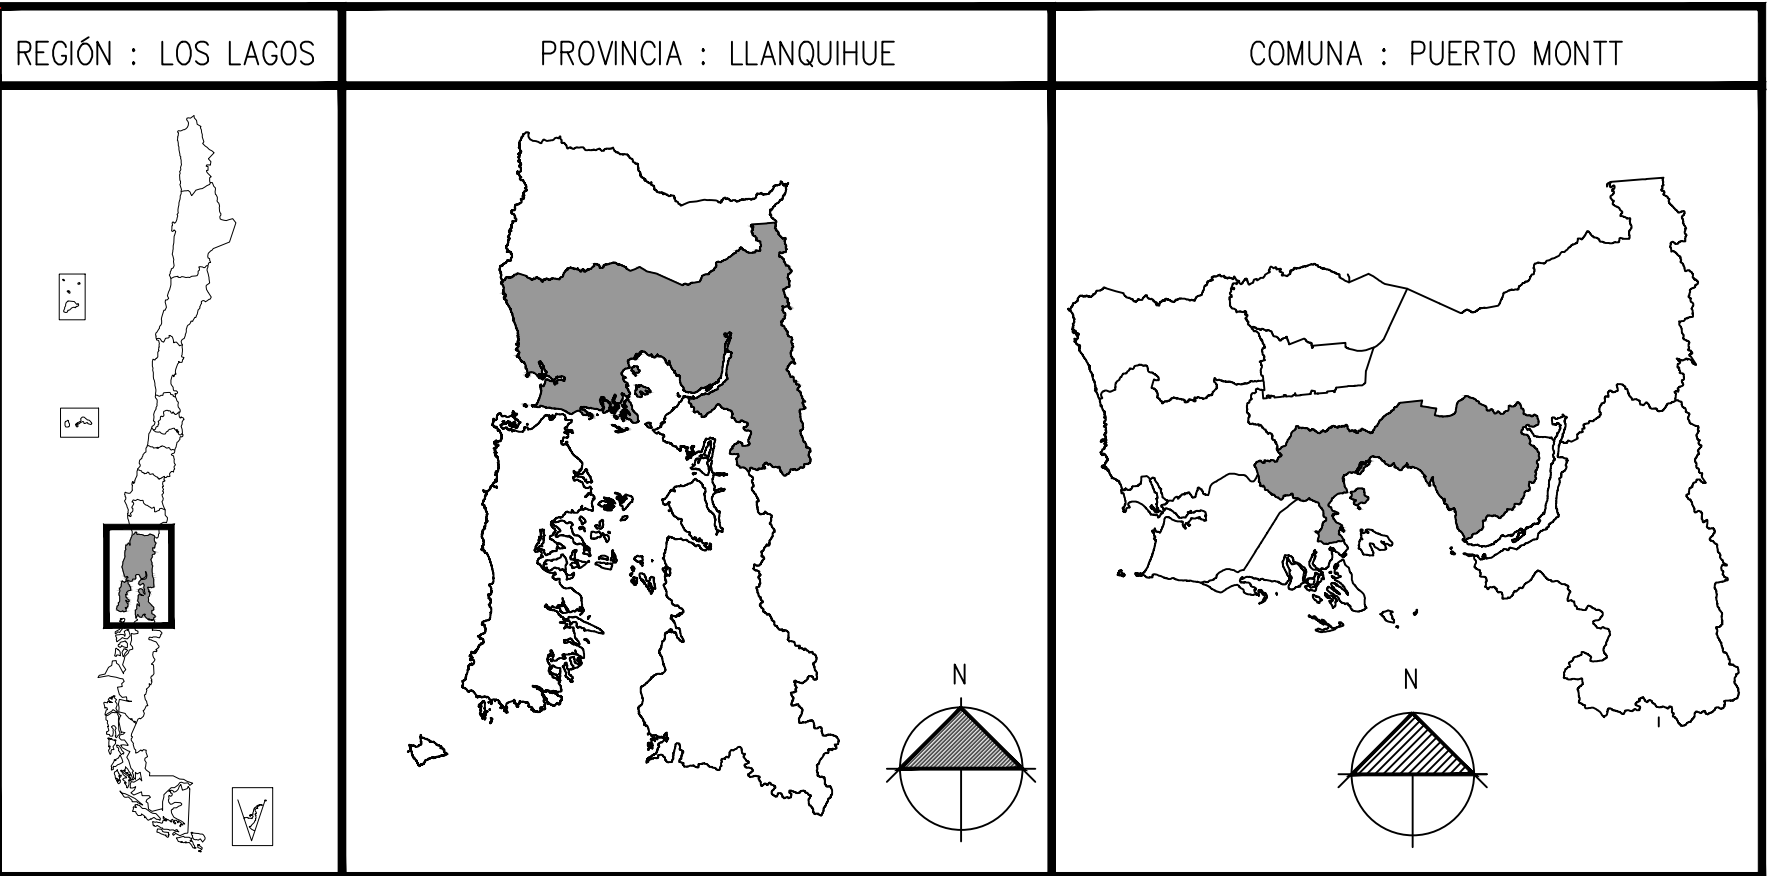 REGIÓN : LOS LAGOS
PROVINCIA : LLANQUIHUE
COMUNA : PUERTO MONTT
N
N